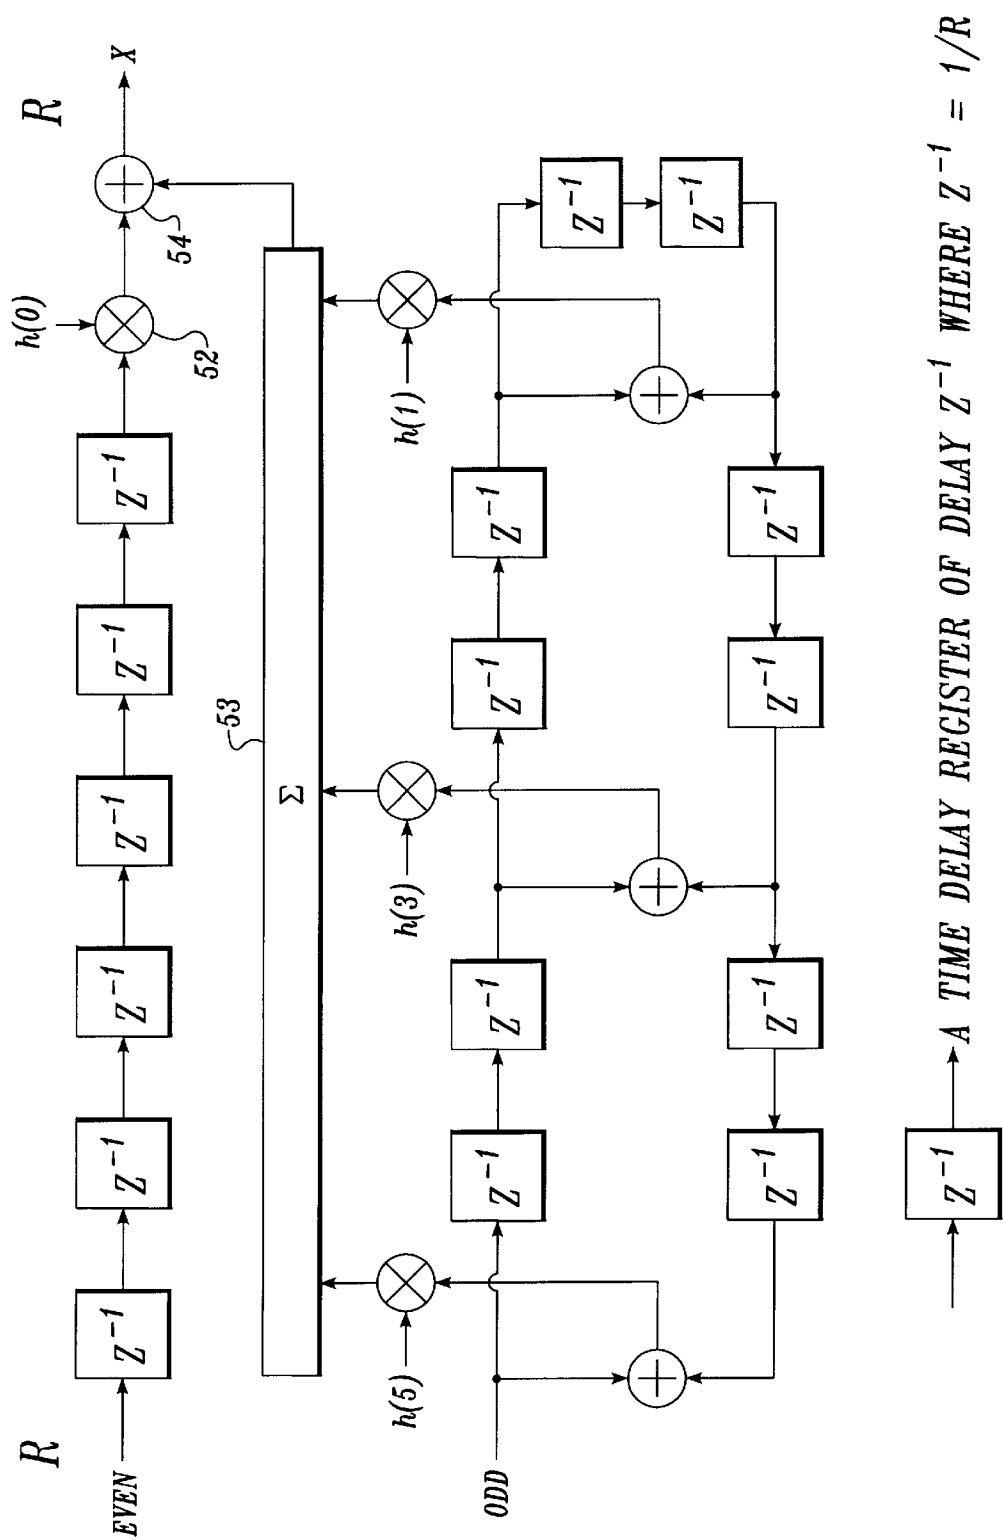 R
R
EVEN
Z⁻¹
Z⁻¹
Z⁻¹
Z⁻¹
Z⁻¹
Z⁻¹
h(0)
52
54
X
53
Σ
h(5)
h(3)
h(1)
ODD
Z⁻¹
Z⁻¹
Z⁻¹
Z⁻¹
Z⁻¹
Z⁻¹
Z⁻¹
Z⁻¹
Z⁻¹
Z⁻¹
Z⁻¹
A TIME DELAY REGISTER OF DELAY Z⁻¹ WHERE Z⁻¹ = 1/R